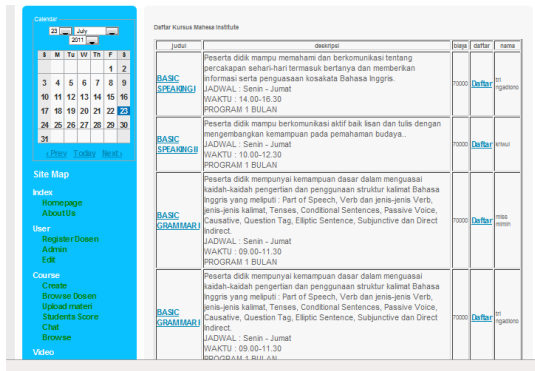 Calendar
23 July
2011
S M Tu W Th F S
1 2
3 4 5 6 7 8 9
10 11 12 13 14 15 16
17 18 19 20 21 22 23
24 25 26 27 28 29 30
31
‹ Prev Today Next ›
Site Map
Index
Homepage
About Us
User
Register Dosen
Admin
Edit
Course
Create
Browse Dosen
Upload materi
Students Score
Chat
Browse
Video
Daftar Kursus Mahesa Institute
judul deskripsi biaya daftar nama
BASIC SPEAKING I
Peserta didik mampu memahami dan berkomunikasi tentang
percakapan sehari-hari termasuk bertanya dan memberikan
informasi serta penguasaan kosakata Bahasa Inggris.
JADWAL : Senin - Jumat
WAKTU : 14.00-16.30
PROGRAM 1 BULAN
70000 Daftar tri ngadiono
BASIC SPEAKING II
Peserta didik mampu berkomunikasi aktif baik lisan dan tulis dengan
mengembangkan kemampuan pada pemahaman budaya..
JADWAL : Senin - Jumat
WAKTU : 10.00-12.30
PROGRAM 1 BULAN
70000 Daftar kriwul
BASIC GRAMMAR I
Peserta didik mempunyai kemampuan dasar dalam menguasai
kaidah-kaidah pengertian dan penggunaan struktur kalimat Bahasa
Inggris yang meliputi : Part of Speech, Verb dan jenis-jenis Verb,
jenis-jenis kalimat, Tenses, Conditional Sentences, Passive Voice,
Causative, Question Tag, Elliptic Sentence, Subjunctive dan Direct
Indirect.
JADWAL : Senin - Jumat
WAKTU : 09.00-11.30
PROGRAM 1 BULAN
70000 Daftar miss mimin
BASIC GRAMMAR I
Peserta didik mempunyai kemampuan dasar dalam menguasai
kaidah-kaidah pengertian dan penggunaan struktur kalimat Bahasa
Inggris yang meliputi : Part of Speech, Verb dan jenis-jenis Verb,
jenis-jenis kalimat, Tenses, Conditional Sentences, Passive Voice,
Causative, Question Tag, Elliptic Sentence, Subjunctive dan Direct
Indirect.
JADWAL : Senin - Jumat
WAKTU : 09.00-11.30
PROGRAM 1 BULAN
70000 Daftar tri ngadiono